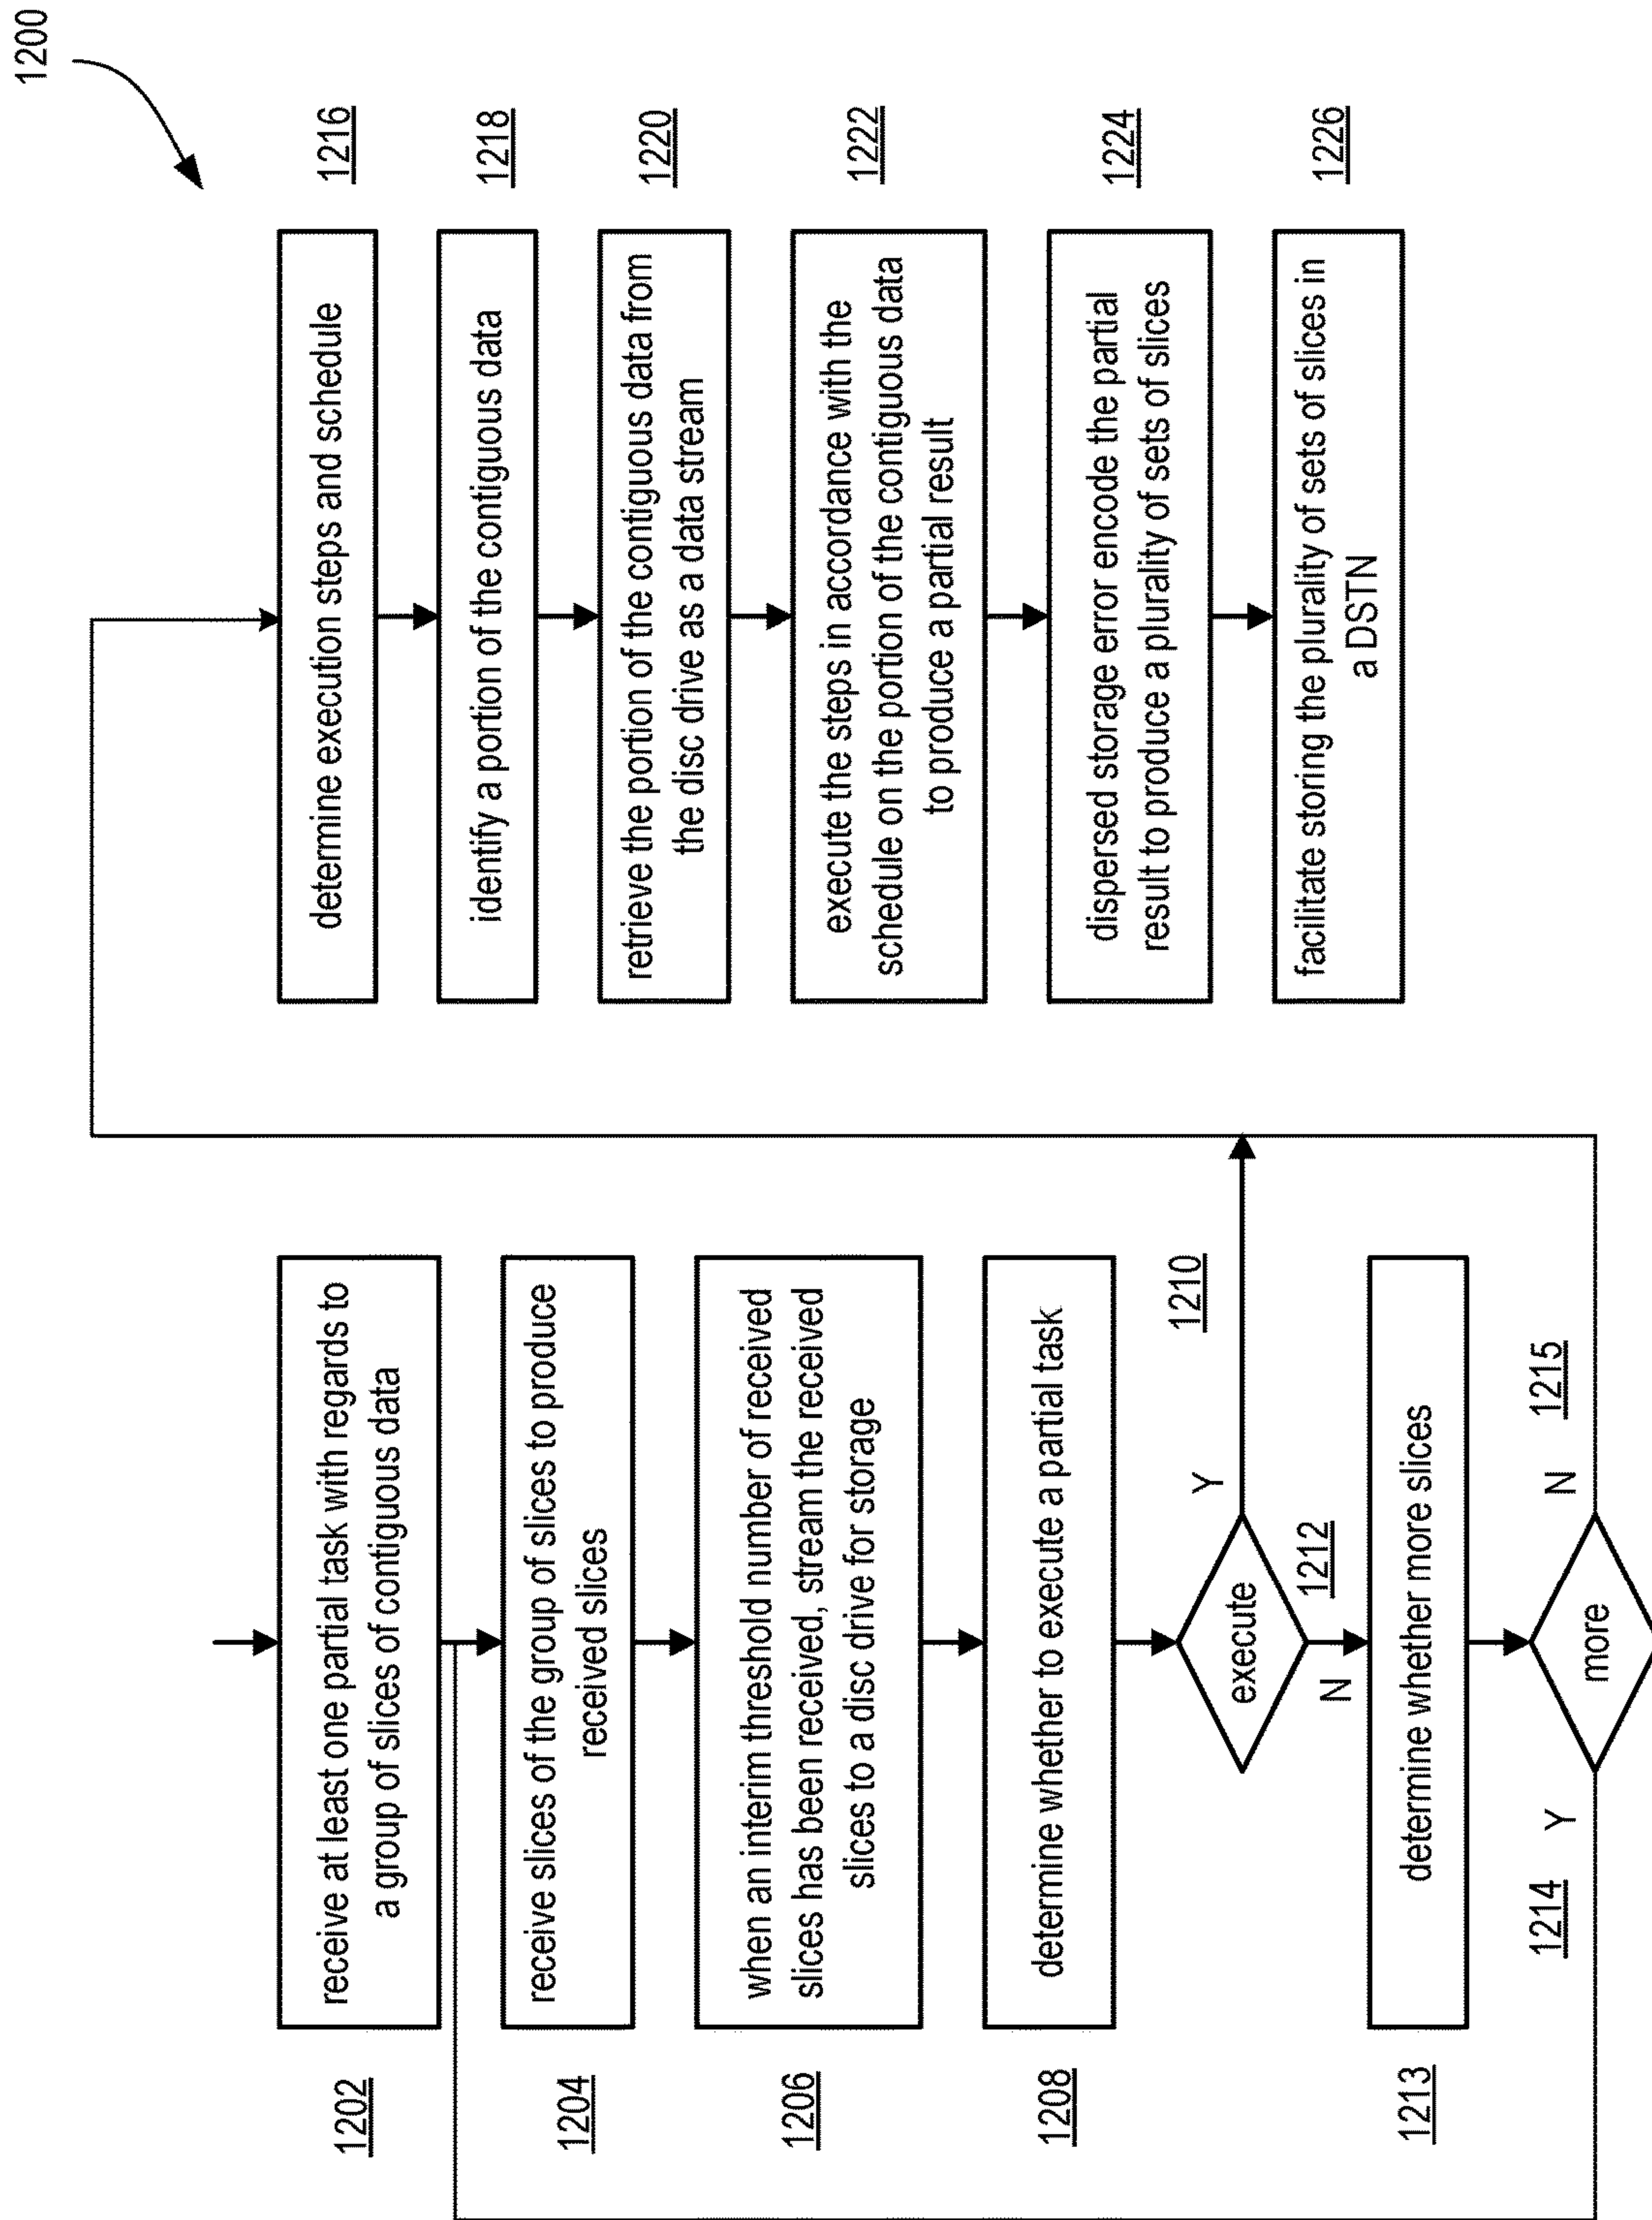 1200
1202
receive at least one partial task with regards to
a group of slices of contiguous data
1204
receive slices of the group of slices to produce
received slices
1206
when an interim threshold number of received
slices has been received, stream the received
slices to a disc drive for storage
1208
determine whether to execute a partial task
execute
Y
1210
N
1212
1213
determine whether more slices
more
1214 Y
N 1215
determine execution steps and schedule
1216
identify a portion of the contiguous data
1218
retrieve the portion of the contiguous data from
the disc drive as a data stream
1220
execute the steps in accordance with the
schedule on the portion of the contiguous data
to produce a partial result
1222
dispersed storage error encode the partial
result to produce a plurality of sets of slices
1224
facilitate storing the plurality of sets of slices in
a DSTN
1226